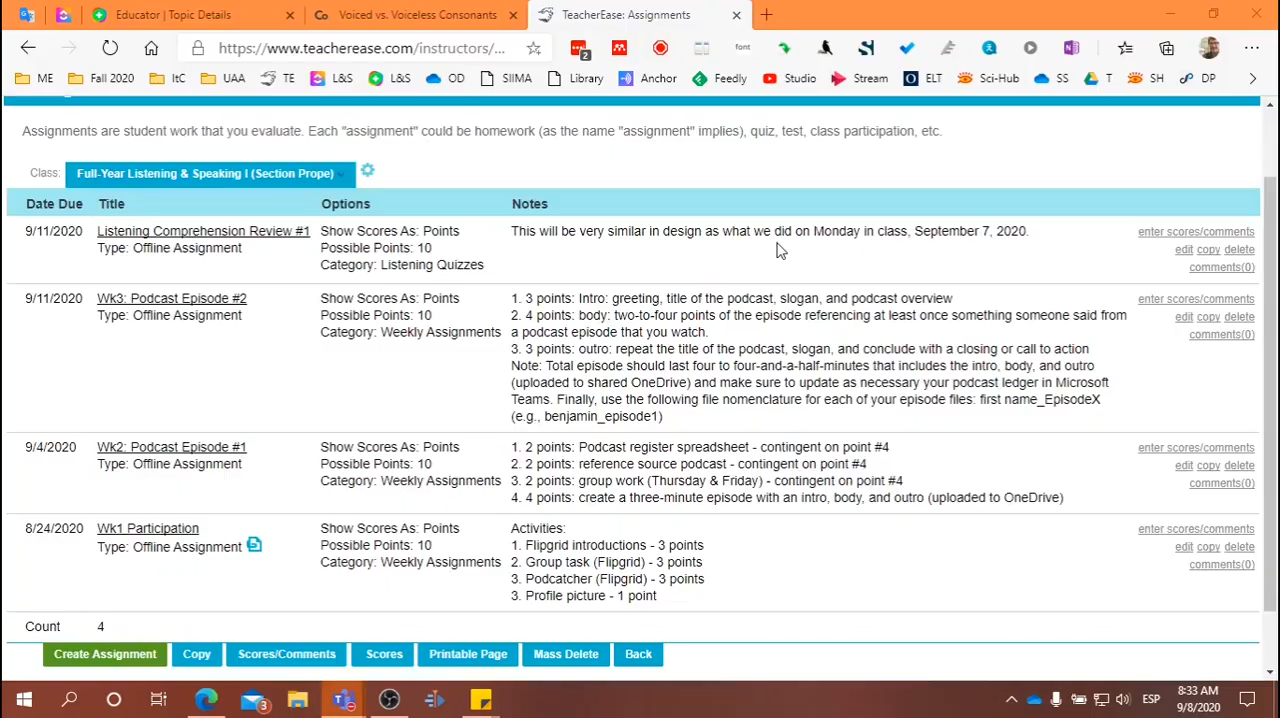 Educator | Topic Details
Voiced vs. Voiceless Consonants
TeacherEase: Assignments
https://www.teacherease.com/instructors/...
2
font
ME
Fall 2020
ItC
UAA
TE
L&S
L&S
OD
SIIMA
Library
Anchor
Feedly
Studio
Stream
ELT
Sci-Hub
SS
T
SH
DP
Assignments are student work that you evaluate. Each "assignment" could be homework (as the name "assignment" implies), quiz, test, class participation, etc.
Class: Full-Year Listening & Speaking I (Section Prope)
Date Due Title Options Notes
9/11/2020 Listening Comprehension Review #1 Show Scores As: Points This will be very similar in design as what we did on Monday in class, September 7, 2020. enter scores/comments
Type: Offline Assignment Possible Points: 10 edit copy delete
Category: Listening Quizzes comments(0)
9/11/2020 Wk3: Podcast Episode #2 Show Scores As: Points 1. 3 points: Intro: greeting, title of the podcast, slogan, and podcast overview enter scores/comments
Type: Offline Assignment Possible Points: 10 2. 4 points: body: two-to-four points of the episode referencing at least once something someone said from edit copy delete
Category: Weekly Assignments a podcast episode that you watch. comments(0)
3. 3 points: outro: repeat the title of the podcast, slogan, and conclude with a closing or call to action
Note: Total episode should last four to four-and-a-half-minutes that includes the intro, body, and outro
(uploaded to shared OneDrive) and make sure to update as necessary your podcast ledger in Microsoft
Teams. Finally, use the following file nomenclature for each of your episode files: first name_EpisodeX
(e.g., benjamin_episode1)
9/4/2020 Wk2: Podcast Episode #1 Show Scores As: Points 1. 2 points: Podcast register spreadsheet - contingent on point #4 enter scores/comments
Type: Offline Assignment Possible Points: 10 2. 2 points: reference source podcast - contingent on point #4 edit copy delete
Category: Weekly Assignments 3. 2 points: group work (Thursday & Friday) - contingent on point #4 comments(0)
4. 4 points: create a three-minute episode with an intro, body, and outro (uploaded to OneDrive)
8/24/2020 Wk1 Participation Show Scores As: Points Activities: enter scores/comments
Type: Offline Assignment Possible Points: 10 1. Flipgrid introductions - 3 points edit copy delete
Category: Weekly Assignments 2. Group task (Flipgrid) - 3 points comments(0)
3. Podcatcher (Flipgrid) - 3 points
3. Profile picture - 1 point
Count 4
Create Assignment Copy Scores/Comments Scores Printable Page Mass Delete Back
3
ESP
8:33 AM
9/8/2020